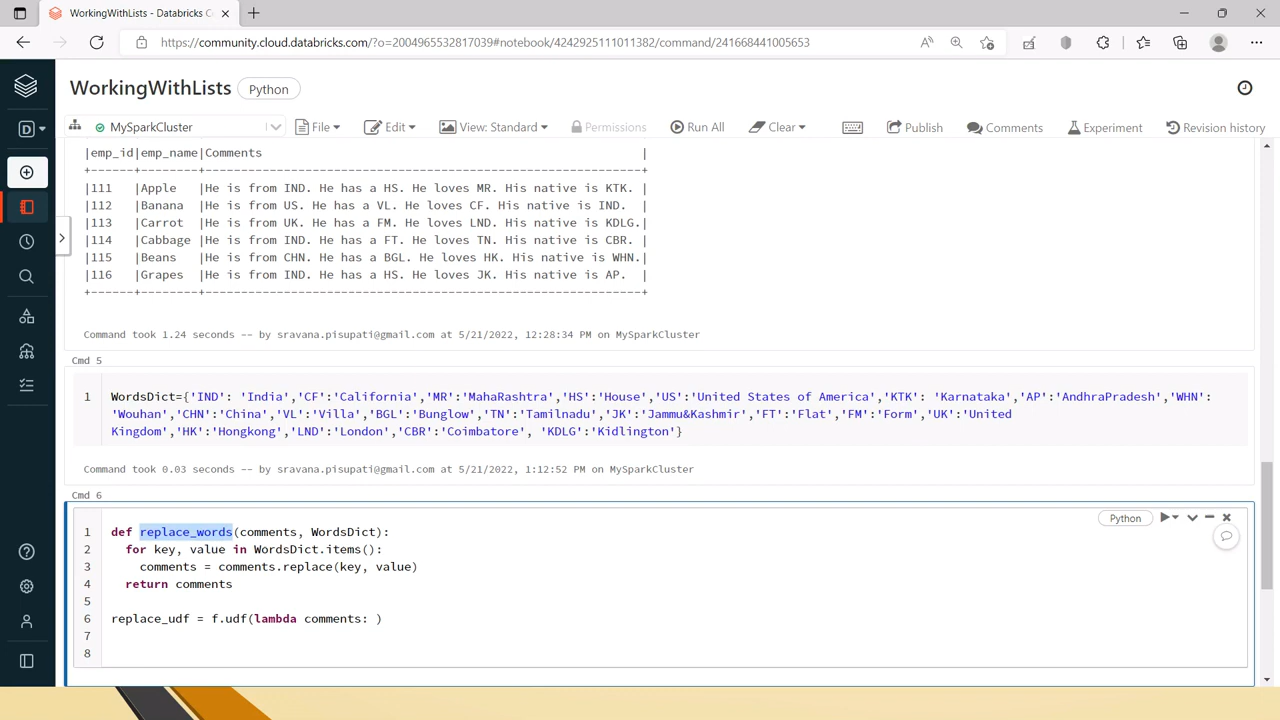 WorkingWithLists - Databricks C
https://community.cloud.databricks.com/?o=2004965532817039#notebook/4242925111011382/command/241668441005653
WorkingWithLists Python
D MySparkCluster File Edit View: Standard Permissions Run All Clear Publish Comments Experiment Revision history
|emp_id|emp_name|Comments |
+------+--------+-------------------------------------------------------------+
|111 |Apple |He is from IND. He has a HS. He loves MR. His native is KTK. |
|112 |Banana |He is from US. He has a VL. He loves CF. His native is IND. |
|113 |Carrot |He is from UK. He has a FM. He loves LND. His native is KDLG.|
|114 |Cabbage |He is from IND. He has a FT. He loves TN. His native is CBR. |
|115 |Beans |He is from CHN. He has a BGL. He loves HK. His native is WHN.|
|116 |Grapes |He is from IND. He has a HS. He loves JK. His native is AP. |
+------+--------+-------------------------------------------------------------+
Command took 1.24 seconds -- by sravana.pisupati@gmail.com at 5/21/2022, 12:28:34 PM on MySparkCluster
Cmd 5
1 WordsDict={'IND': 'India','CF':'California','MR':'MahaRashtra','HS':'House','US':'United States of America','KTK': 'Karnataka','AP':'AndhraPradesh','WHN':
'Wouhan','CHN':'China','VL':'Villa','BGL':'Bunglow','TN':'Tamilnadu','JK':'Jammu&Kashmir','FT':'Flat','FM':'Form','UK':'United
Kingdom','HK':'Hongkong','LND':'London','CBR':'Coimbatore', 'KDLG':'Kidlington'}
Command took 0.03 seconds -- by sravana.pisupati@gmail.com at 5/21/2022, 1:12:52 PM on MySparkCluster
Cmd 6
Python
1 def replace_words(comments, WordsDict):
2 for key, value in WordsDict.items():
3 comments = comments.replace(key, value)
4 return comments
5
6 replace_udf = f.udf(lambda comments: )
7
8